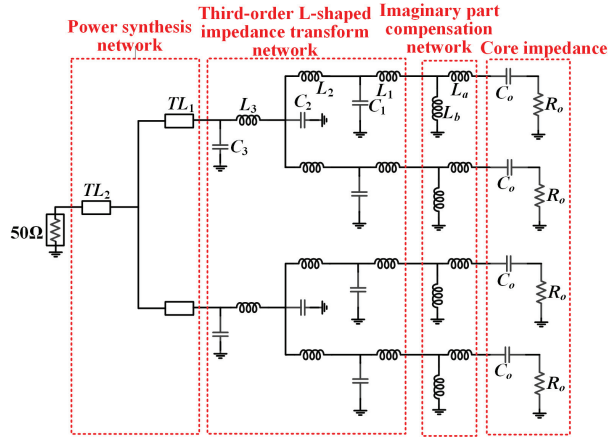 Power synthesis
network
Third-order L-shaped
impedance transform
network
Imaginary part
compensation
network
Core impedance
TL₁
L₃
C₃
L₂
C₂
L₁
C₁
Lₐ
L_b
Cₒ
Rₒ
Cₒ
Rₒ
TL₂
50Ω
Cₒ
Rₒ
Cₒ
Rₒ